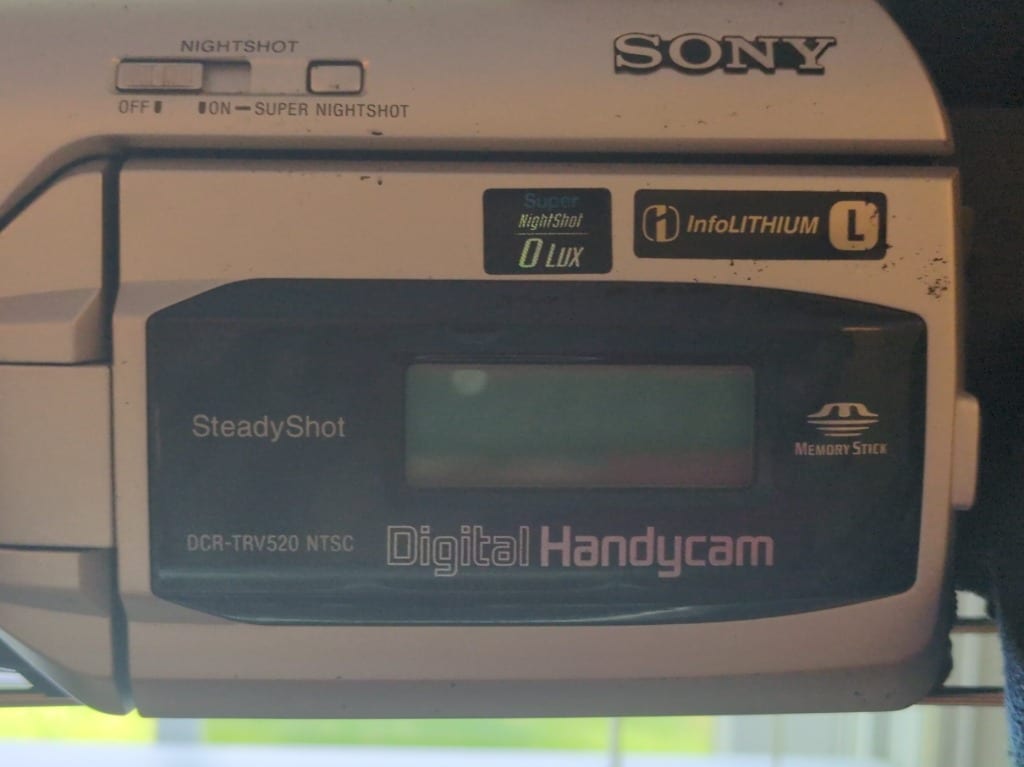 NIGHTSHOT
OFF ON SUPER NIGHTSHOT
SONY
Super
NightShot
0 LUX
InfoLITHIUM L
SteadyShot
MEMORY STICK
DCR-TRV520 NTSC
Digital Handycam